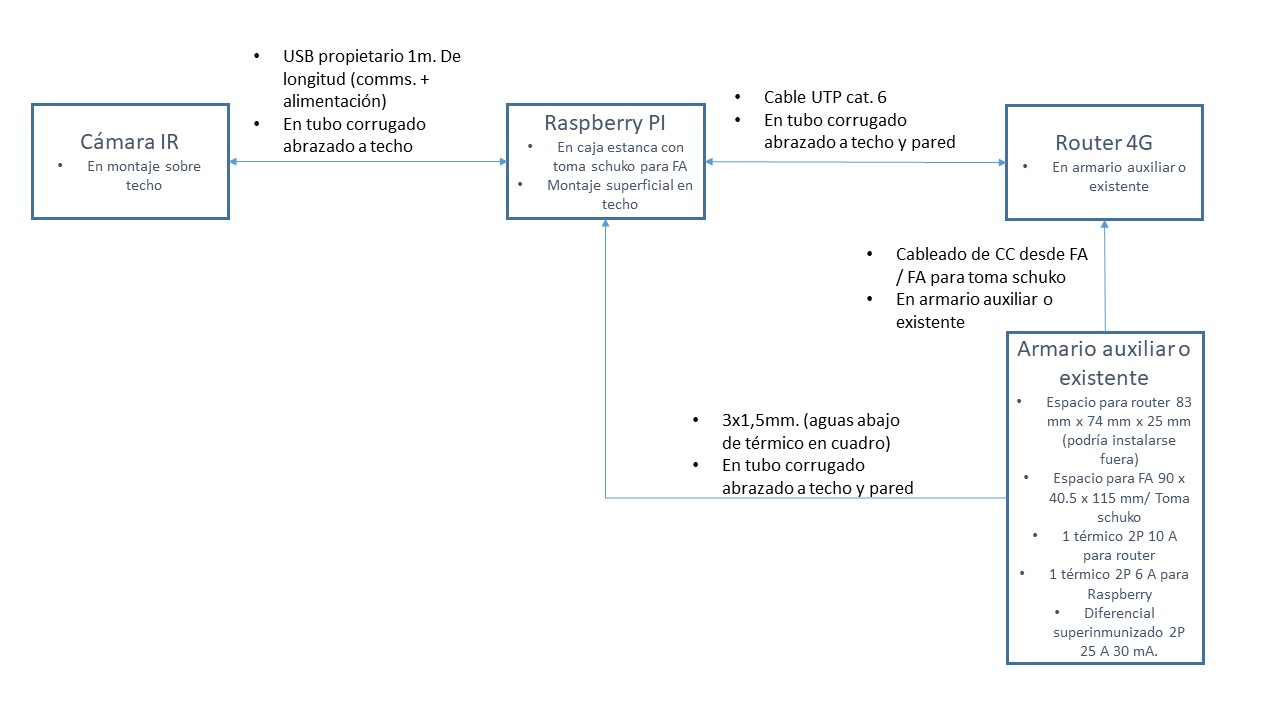 • USB propietario 1m. De
longitud (comms. +
alimentación)
• En tubo corrugado
abrazado a techo
• Cable UTP cat. 6
• En tubo corrugado
abrazado a techo y pared
Cámara IR
• En montaje sobre
techo
Raspberry PI
• En caja estanca con
toma schuko para FA
• Montaje superficial en
techo
Router 4G
• En armario auxiliar o
existente
• Cableado de CC desde FA
/ FA para toma schuko
• En armario auxiliar o
existente
Armario auxiliar o
existente
• Espacio para router 83
mm x 74 mm x 25 mm
(podría instalarse
fuera)
• Espacio para FA 90 x
40.5 x 115 mm/ Toma
schuko
• 1 térmico 2P 10 A
para router
• 1 térmico 2P 6 A para
Raspberry
• Diferencial
superinmunizado 2P
25 A 30 mA.
• 3x1,5mm. (aguas abajo
de térmico en cuadro)
• En tubo corrugado
abrazado a techo y pared